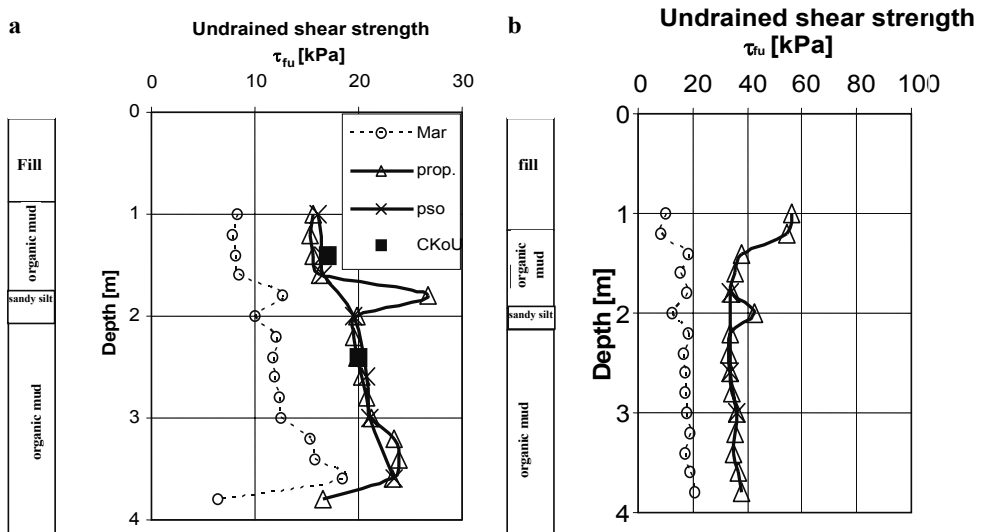 a
Undrained shear strength
τfu [kPa]
0 10 20 30
0
1
2
3
4
Depth [m]
Fill
organic mud
sandy silt
organic mud
Mar
prop.
pso
CKoU
b
Undrained shear strength
τfu [kPa]
0 20 40 60 80 100
0
1
2
3
4
Depth [m]
fill
organic
mud
sandy silt
organic mud